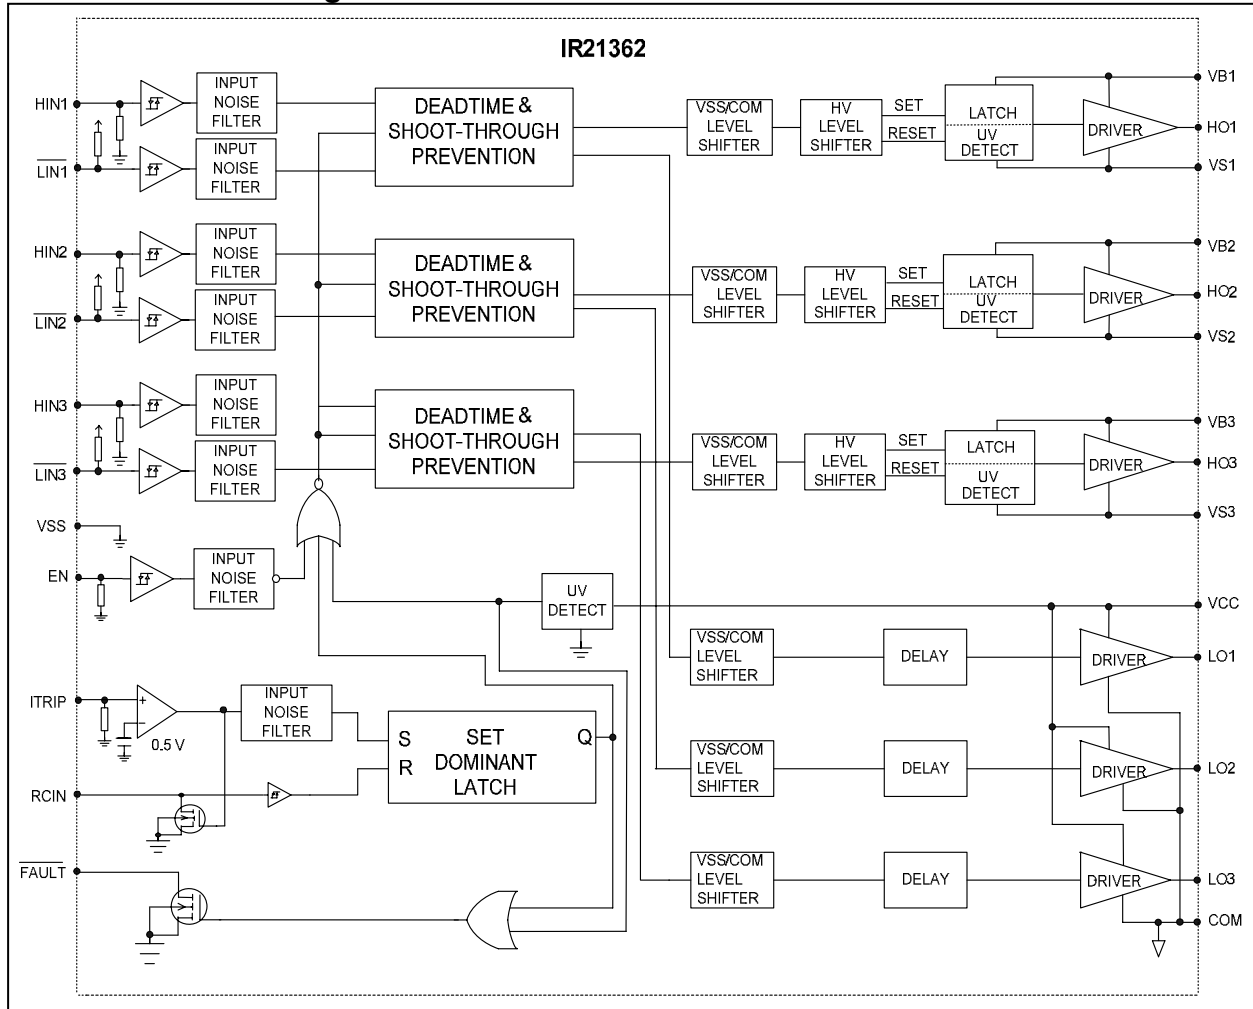 IR21362
HIN1
INPUT
NOISE
FILTER
LIN1
INPUT
NOISE
FILTER
DEADTIME &
SHOOT-THROUGH
PREVENTION
VSS/COM
LEVEL
SHIFTER
HV
LEVEL
SHIFTER
SET
RESET
LATCH
UV
DETECT
DRIVER
VB1
HO1
VS1
HIN2
INPUT
NOISE
FILTER
LIN2
INPUT
NOISE
FILTER
DEADTIME &
SHOOT-THROUGH
PREVENTION
VSS/COM
LEVEL
SHIFTER
HV
LEVEL
SHIFTER
SET
RESET
LATCH
UV
DETECT
DRIVER
VB2
HO2
VS2
HIN3
INPUT
NOISE
FILTER
LIN3
INPUT
NOISE
FILTER
DEADTIME &
SHOOT-THROUGH
PREVENTION
VSS/COM
LEVEL
SHIFTER
HV
LEVEL
SHIFTER
SET
RESET
LATCH
UV
DETECT
DRIVER
VB3
HO3
VS3
VSS
EN
INPUT
NOISE
FILTER
UV
DETECT
VCC
VSS/COM
LEVEL
SHIFTER
DELAY
DRIVER
LO1
ITRIP
+
−
0.5 V
INPUT
NOISE
FILTER
S
R
SET
DOMINANT
LATCH
Q
VSS/COM
LEVEL
SHIFTER
DELAY
DRIVER
LO2
RCIN
FAULT
VSS/COM
LEVEL
SHIFTER
DELAY
DRIVER
LO3
COM